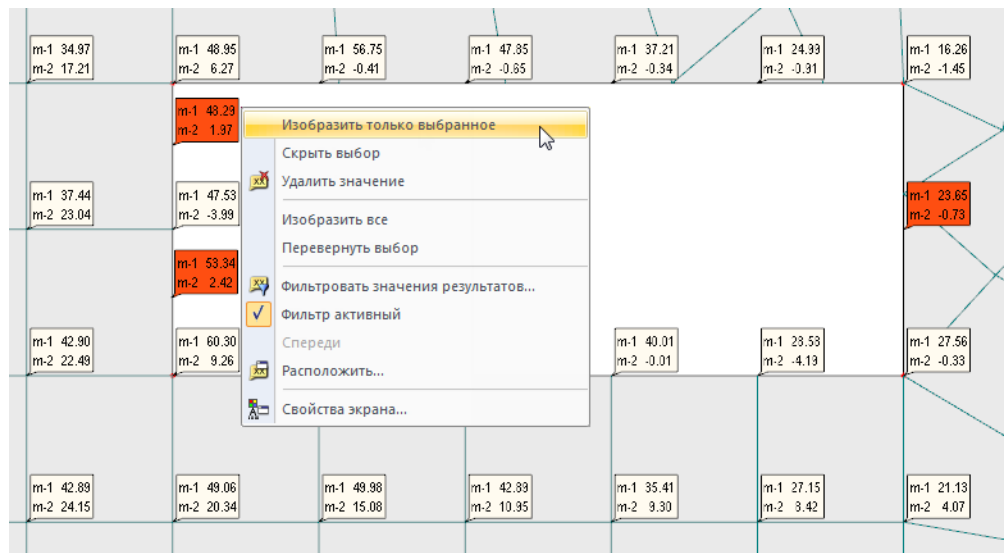 m-1 34.97
m-2 17.21
m-1 48.95
m-2 6.27
m-1 56.75
m-2 -0.41
m-1 47.85
m-2 -0.65
m-1 37.21
m-2 -0.34
m-1 24.99
m-2 -0.91
m-1 16.26
m-2 -1.45
m-1 48.29
m-2 1.97
Изобразить только выбранное
Скрыть выбор
Удалить значение
Изобразить все
Перевернуть выбор
Фильтровать значения результатов...
Фильтр активный
Спереди
Расположить...
Свойства экрана...
m-1 37.44
m-2 23.04
m-1 47.53
m-2 -3.99
m-1 23.65
m-2 -0.73
m-1 53.34
m-2 2.42
m-1 42.90
m-2 22.49
m-1 60.30
m-2 9.26
m-1 40.01
m-2 -0.01
m-1 28.53
m-2 -4.19
m-1 27.56
m-2 -0.33
m-1 42.89
m-2 24.15
m-1 49.06
m-2 20.34
m-1 49.98
m-2 15.08
m-1 42.89
m-2 10.95
m-1 35.41
m-2 9.30
m-1 27.15
m-2 8.42
m-1 21.13
m-2 4.07